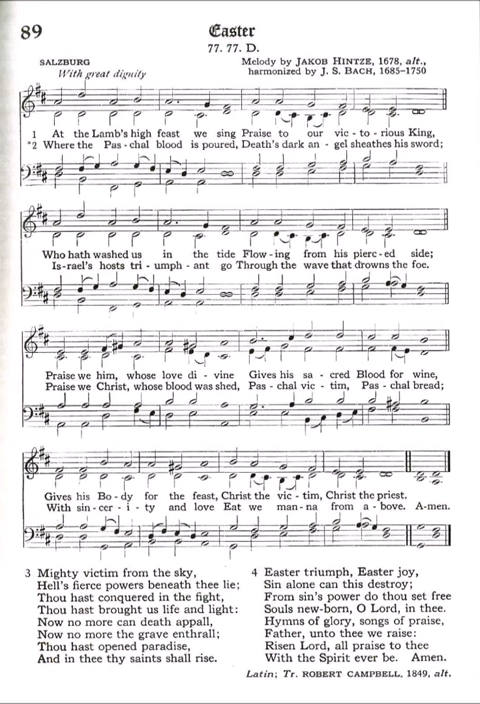 89
Easter
77. 77. D.
SALZBURG
With great dignity
Melody by JAKOB HINTZE, 1678, alt.,
harmonized by J. S. BACH, 1685-1750
1 At the Lamb's high feast we sing Praise to our vic - to - rious King,
*2 Where the Pas - chal blood is poured, Death's dark an - gel sheathes his sword;
Who hath washed us in the tide Flow - ing from his pierc - ed side;
Is - rael's hosts tri - umph - ant go Through the wave that drowns the foe.
Praise we him, whose love di - vine Gives his sa - cred Blood for wine,
Praise we Christ, whose blood was shed, Pas - chal vic - tim, Pas - chal bread;
Gives his Bo - dy for the feast, Christ the vic - tim, Christ the priest.
With sin - cer - i - ty and love Eat we man - na from a - bove. A-men.
3 Mighty victim from the sky,
Hell's fierce powers beneath thee lie;
Thou hast conquered in the fight,
Thou hast brought us life and light:
Now no more can death appall,
Now no more the grave enthrall;
Thou hast opened paradise,
And in thee thy saints shall rise.
4 Easter triumph, Easter joy,
Sin alone can this destroy;
From sin's power do thou set free
Souls new-born, O Lord, in thee.
Hymns of glory, songs of praise,
Father, unto thee we raise:
Risen Lord, all praise to thee
With the Spirit ever be. Amen.
Latin; Tr. ROBERT CAMPBELL, 1849, alt.